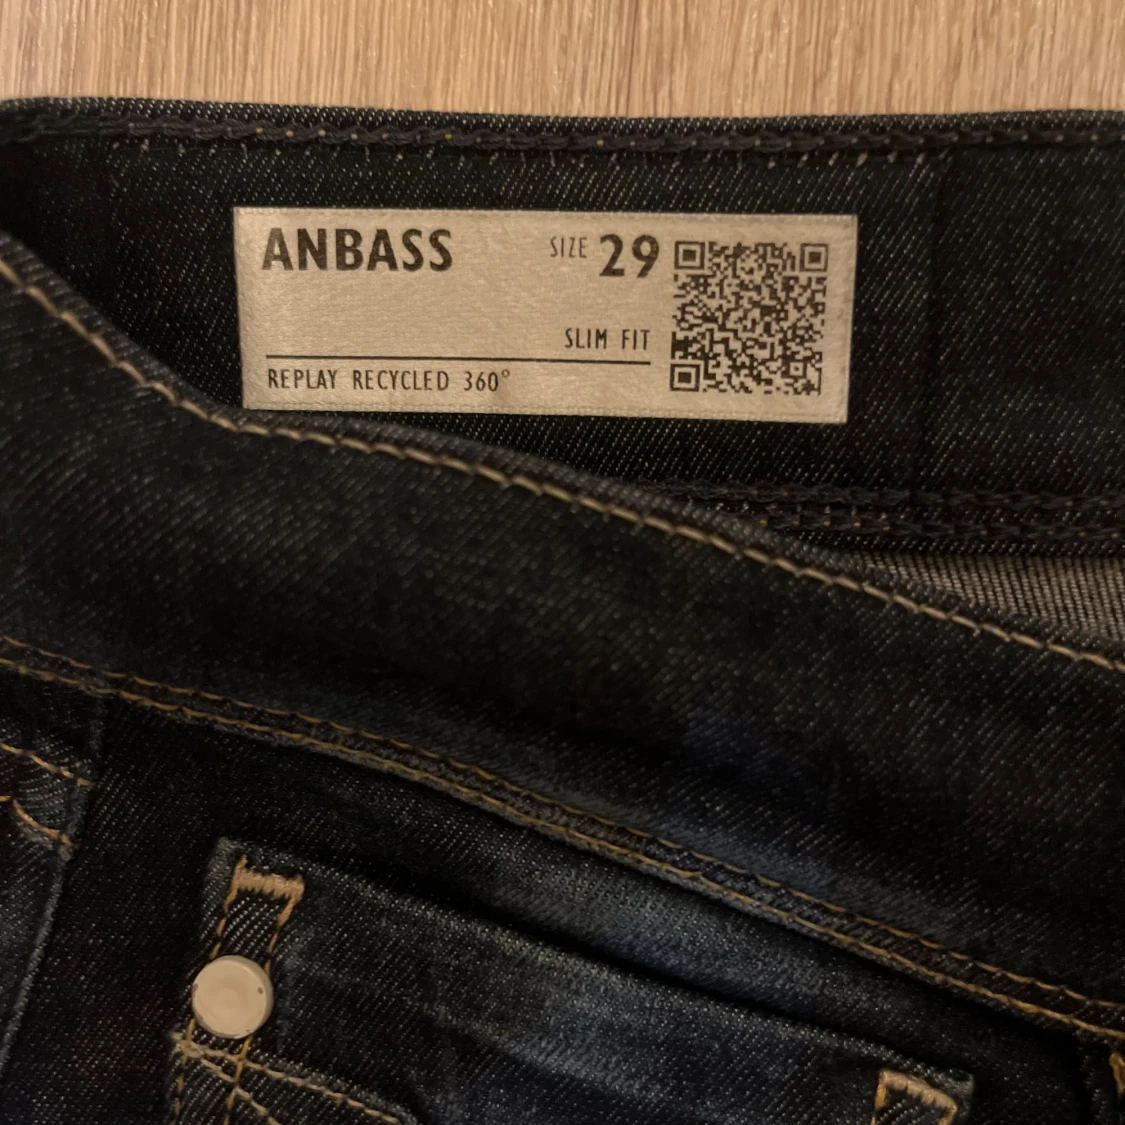 ANBASS
SIZE 29
SLIM FIT
REPLAY RECYCLED 360°